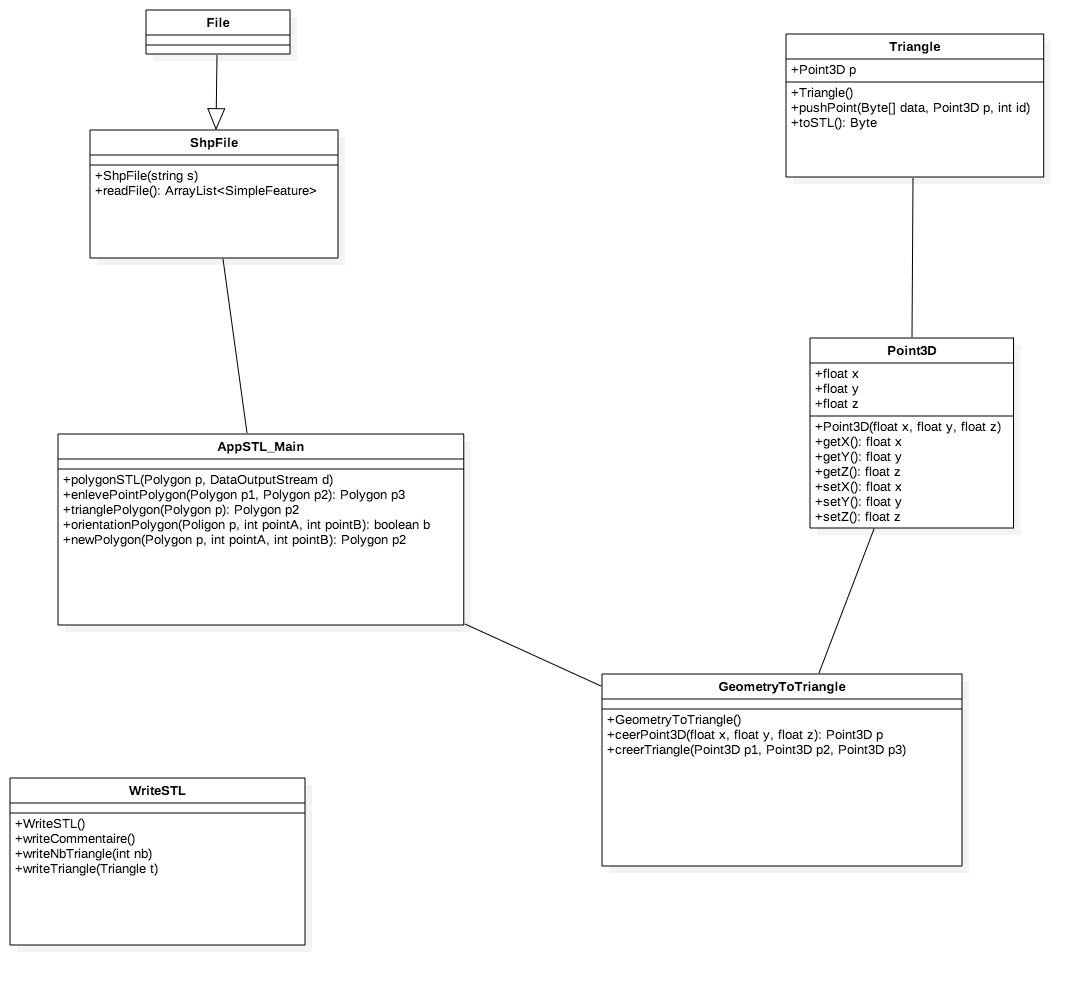 File
ShpFile
+ShpFile(string s)
+readFile(): ArrayList<SimpleFeature>
Triangle
+Point3D p
+Triangle()
+pushPoint(Byte[] data, Point3D p, int id)
+toSTL(): Byte
Point3D
+float x
+float y
+float z
+Point3D(float x, float y, float z)
+getX(): float x
+getY(): float y
+getZ(): float z
+setX(): float x
+setY(): float y
+setZ(): float z
AppSTL_Main
+polygonSTL(Polygon p, DataOutputStream d)
+enlevePointPolygon(Polygon p1, Polygon p2): Polygon p3
+trianglePolygon(Polygon p): Polygon p2
+orientationPolygon(Poligon p, int pointA, int pointB): boolean b
+newPolygon(Polygon p, int pointA, int pointB): Polygon p2
GeometryToTriangle
+GeometryToTriangle()
+ceerPoint3D(float x, float y, float z): Point3D p
+creerTriangle(Point3D p1, Point3D p2, Point3D p3)
WriteSTL
+WriteSTL()
+writeCommentaire()
+writeNbTriangle(int nb)
+writeTriangle(Triangle t)